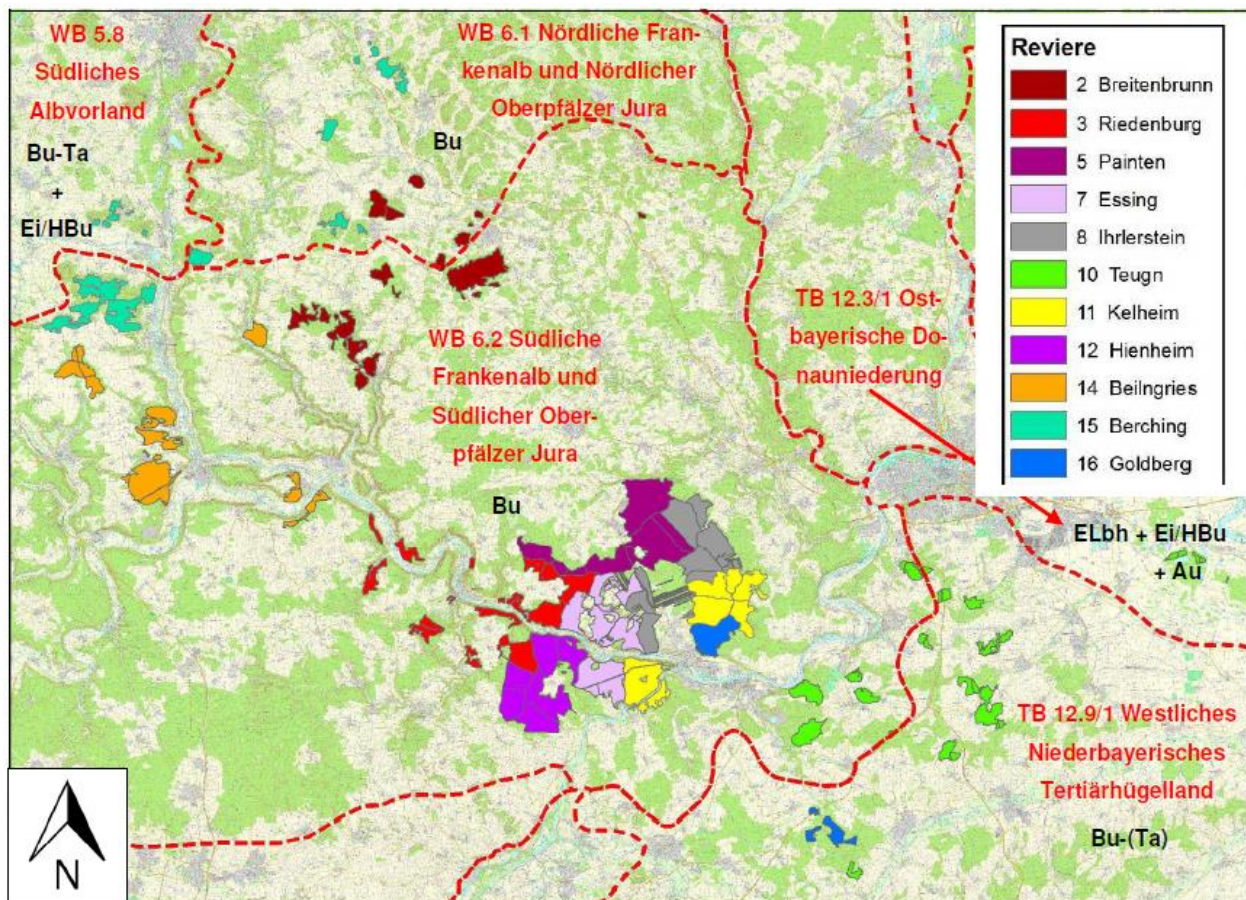 WB 5.8
Südliches
Albvorland
Bu-Ta
+
Ei/HBu
WB 6.1 Nördliche Fran-
kenalb und Nördlicher
Oberpfälzer Jura
Bu
WB 6.2 Südliche
Frankenalb und
Südlicher Ober-
pfälzer Jura
Bu
TB 12.3/1 Ost-
bayerische Do-
nauniederung
ELbh + Ei/HBu
+ Au
TB 12.9/1 Westliches
Niederbayerisches
Tertiärhügelland
Bu-(Ta)
Reviere
2 Breitenbrunn
3 Riedenburg
5 Painten
7 Essing
8 Ihrlerstein
10 Teugn
11 Kelheim
12 Hienheim
14 Beilngries
15 Berching
16 Goldberg
N